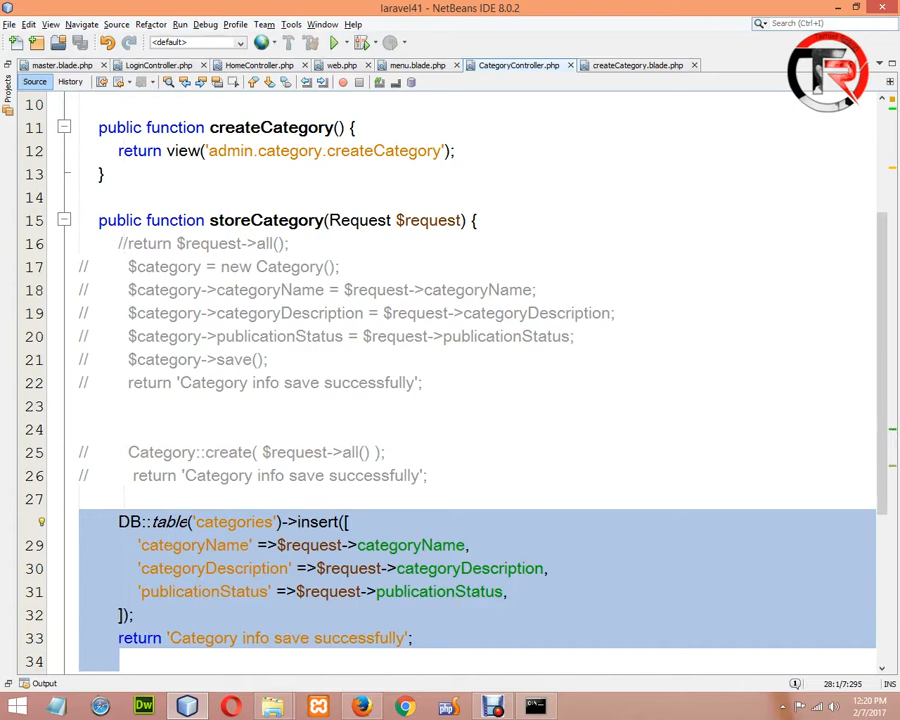 laravel41 - NetBeans IDE 8.0.2
File Edit View Navigate Source Refactor Run Debug Profile Team Tools Window Help
Search (Ctrl+I)
<default>
master.blade.php LoginController.php HomeController.php web.php menu.blade.php CategoryController.php createCategory.blade.php
Source History
Projects
10
11 public function createCategory() {
12 return view('admin.category.createCategory');
13 }
14
15 public function storeCategory(Request $request) {
16 //return $request->all();
17 // $category = new Category();
18 // $category->categoryName = $request->categoryName;
19 // $category->categoryDescription = $request->categoryDescription;
20 // $category->publicationStatus = $request->publicationStatus;
21 // $category->save();
22 // return 'Category info save successfully';
23
24
25 // Category::create( $request->all() );
26 // return 'Category info save successfully';
27
DB::table('categories')->insert([
29 'categoryName' =>$request->categoryName,
30 'categoryDescription' =>$request->categoryDescription,
31 'publicationStatus' =>$request->publicationStatus,
32 ]);
33 return 'Category info save successfully';
34
Output
28:1/7:295 INS
Dw
php
12:20 PM
2/7/2017